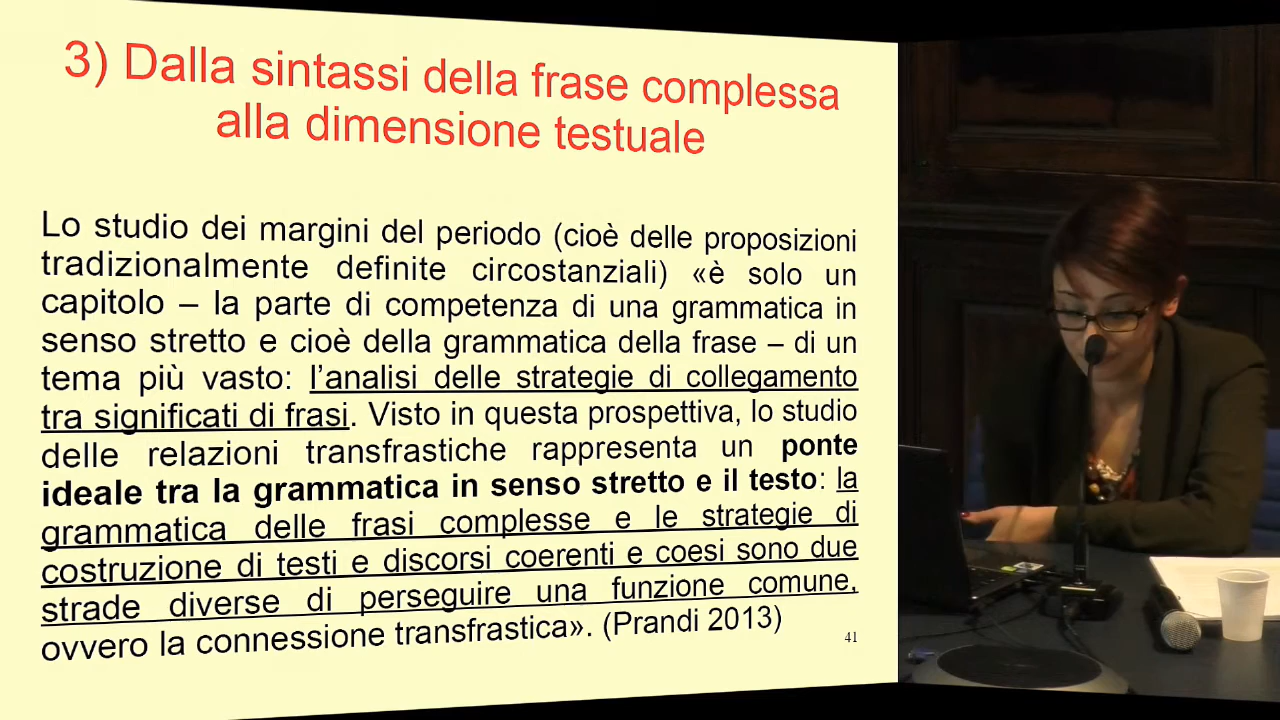 3) Dalla sintassi della frase complessa
alla dimensione testuale
Lo studio dei margini del periodo (cioè delle proposizioni
tradizionalmente definite circostanziali) «è solo un
capitolo – la parte di competenza di una grammatica in
senso stretto e cioè della grammatica della frase – di un
tema più vasto: l’analisi delle strategie di collegamento
tra significati di frasi. Visto in questa prospettiva, lo studio
delle relazioni transfrastiche rappresenta un ponte
ideale tra la grammatica in senso stretto e il testo: la
grammatica delle frasi complesse e le strategie di
costruzione di testi e discorsi coerenti e coesi sono due
strade diverse di perseguire una funzione comune,
ovvero la connessione transfrastica». (Prandi 2013)
41